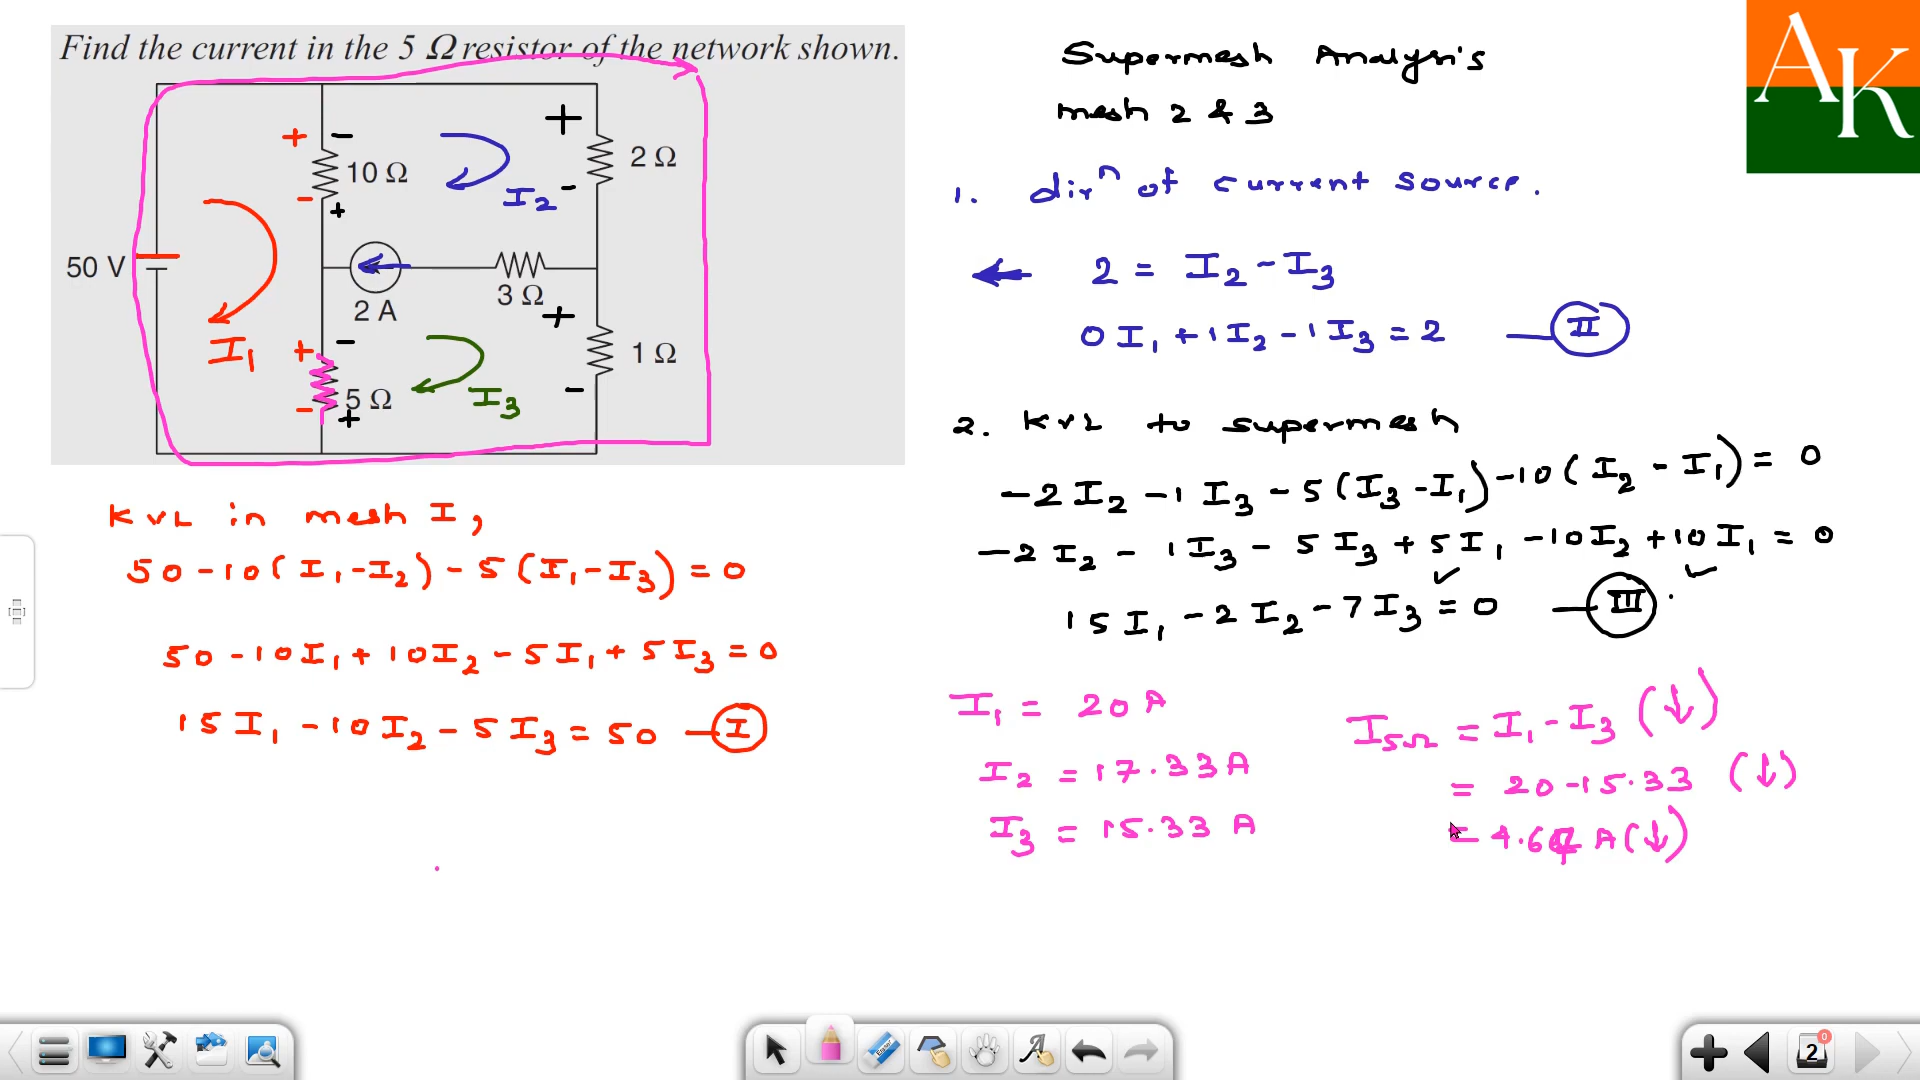 Find the current in the 5 Ω resistor of the network shown.
50 V
+ − +
10 Ω
− + I2 −
2 Ω
2 A
3 Ω
I1
+ − +
5 Ω
− + I3 −
1 Ω
KVL in mesh I,
50 - 10(I1 - I2) - 5(I1 - I3) = 0
50 - 10I1 + 10I2 - 5I1 + 5I3 = 0
15I1 - 10I2 - 5I3 = 50 — I
Supermesh Analysis
mesh 2 & 3
1. dirⁿ of current source.
← 2 = I2 - I3
0I1 + 1I2 - 1I3 = 2 — II
2. KVL to supermesh
-2I2 - 1I3 - 5(I3 - I1) - 10(I2 - I1) = 0
-2I2 - 1I3 - 5I3 + 5I1 - 10I2 + 10I1 = 0
15I1 - 2I2 - 7I3 = 0 — III
I1 = 20 A
I2 = 17.33 A
I3 = 15.33 A
I5Ω = I1 - I3 (↓)
= 20 - 15.33 (↓)
= 4.67 A (↓)
AK
Eraser
A
2
0